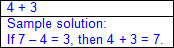 4 + 3
Sample solution:
If 7 – 4 = 3, then 4 + 3 = 7.